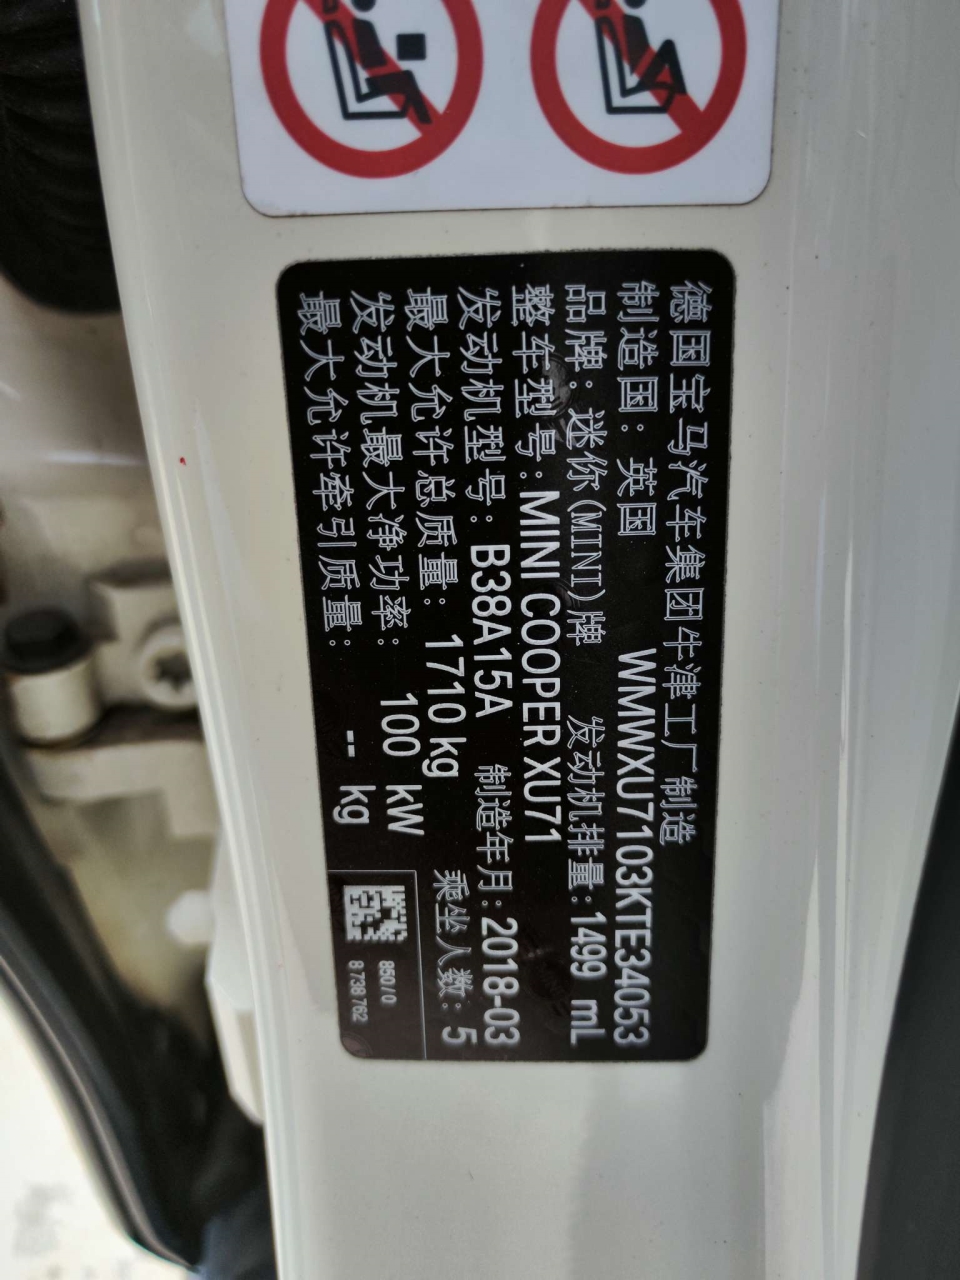 德国宝马汽车集团牛津工厂制造
制造国: 英国 WMWXU7103KTE34053
品牌: 迷你(MINI)牌 发动机排量: 1499 mL
整车型号: MINI COOPER XU71
发动机型号: B38A15A 制造年月: 2018-03
最大允许总质量: 1710 kg 乘坐人数: 5
发动机最大净功率: 100 kW
最大允许牵引质量: -- kg
850/0
8 738 762